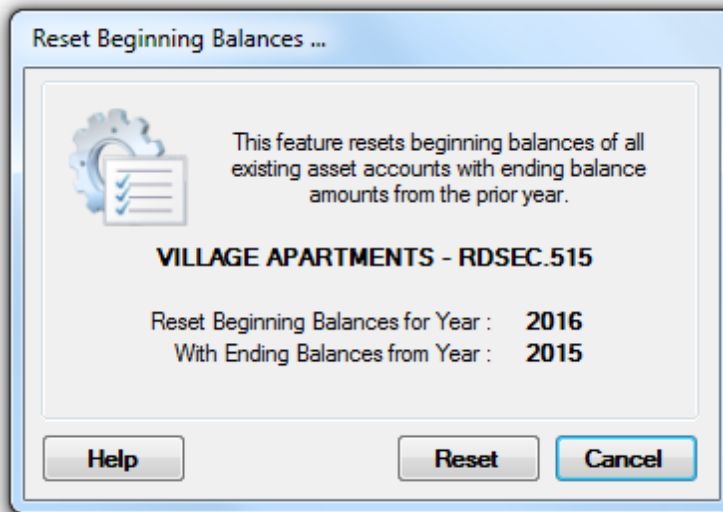 Reset Beginning Balances ...
This feature resets beginning balances of all
existing asset accounts with ending balance
amounts from the prior year.
VILLAGE APARTMENTS - RDSEC.515
Reset Beginning Balances for Year : 2016
With Ending Balances from Year : 2015
Help Reset Cancel